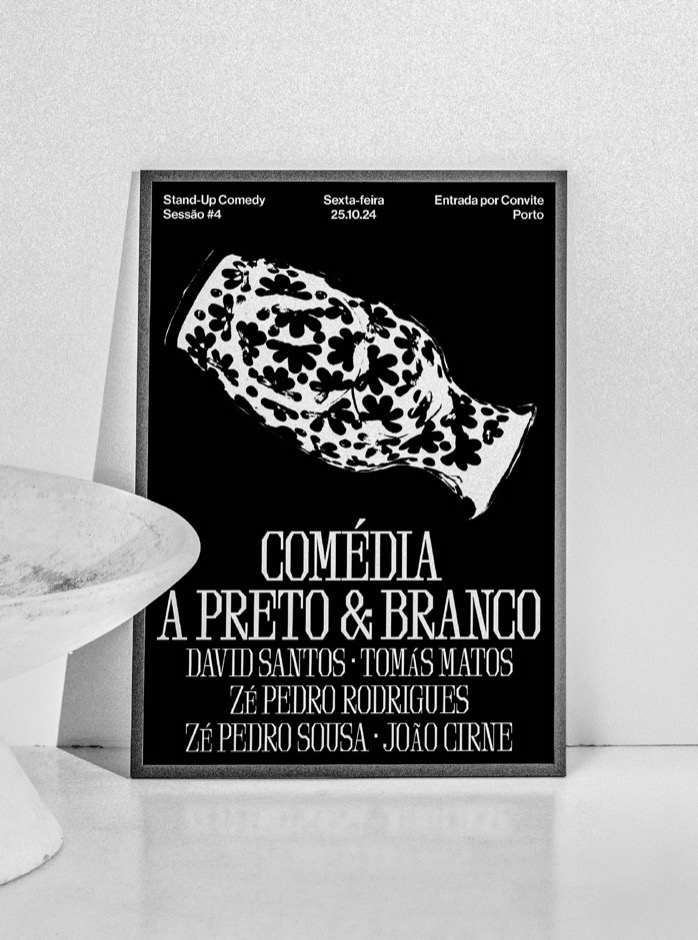 Stand-Up Comedy
Sessão #4
Sexta-feira
25.10.24
Entrada por Convite
Porto
COMÉDIA
A PRETO & BRANCO
DAVID SANTOS · TOMÁS MATOS
ZÉ PEDRO RODRIGUES
ZÉ PEDRO SOUSA · JOÃO CIRNE